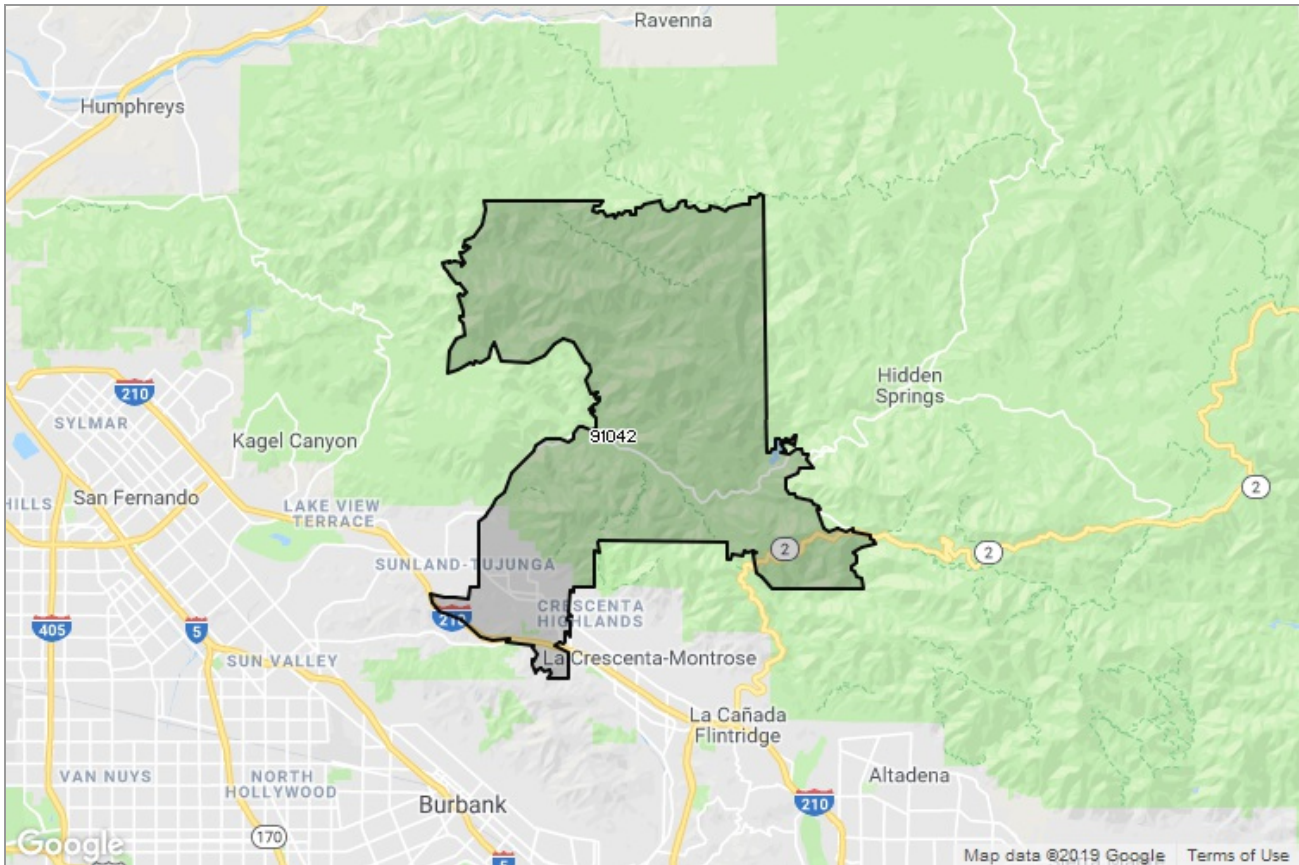 Ravenna
Humphreys
210
SYLMAR
Kagel Canyon
Hidden
Springs
91042
HILLS
San Fernando
LAKE VIEW
TERRACE
2
2
2
SUNLAND-TUJUNGA
CRESCENTA
HIGHLANDS
210
405
5
SUN VALLEY
La Crescenta-Montrose
La Cañada
Flintridge
VAN NUYS
NORTH
HOLLYWOOD
Burbank
Altadena
210
170
5
Google
Map data ©2019 Google
Terms of Use